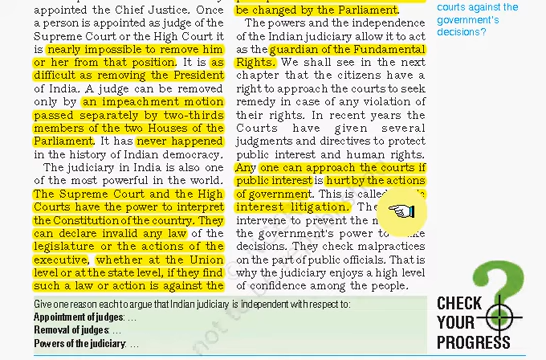 appointed the Chief Justice. Once
a person is appointed as judge of the
Supreme Court or the High Court it
is nearly impossible to remove him
or her from that position. It is as
difficult as removing the President
of India. A judge can be removed
only by an impeachment motion
passed separately by two-thirds
members of the two Houses of the
Parliament. It has never happened
in the history of Indian democracy.
The judiciary in India is also one
of the most powerful in the world.
The Supreme Court and the High
Courts have the power to interpret
the Constitution of the country. They
can declare invalid any law of the
legislature or the actions of the
executive, whether at the Union
level or at the state level, if they find
such a law or action is against the
be changed by the Parliament.
The powers and the independence
of the Indian judiciary allow it to act
as the guardian of the Fundamental
Rights. We shall see in the next
chapter that the citizens have a
right to approach the courts to seek
remedy in case of any violation of
their rights. In recent years the
Courts have given several
judgments and directives to protect
public interest and human rights.
Any one can approach the courts if
public interest is hurt by the actions
of government. This is called
interest litigation. The
intervene to prevent the
the government's power to
decisions. They check malpractices
on the part of public officials. That is
why the judiciary enjoys a high level
of confidence among the people.
courts against the
government's
decisions?
Give one reason each to argue that Indian judiciary is independent with respect to:
Appointment of judges: ...
Removal of judges: ...
Powers of the judiciary: ...
CHECK
YOUR
PROGRESS
not to